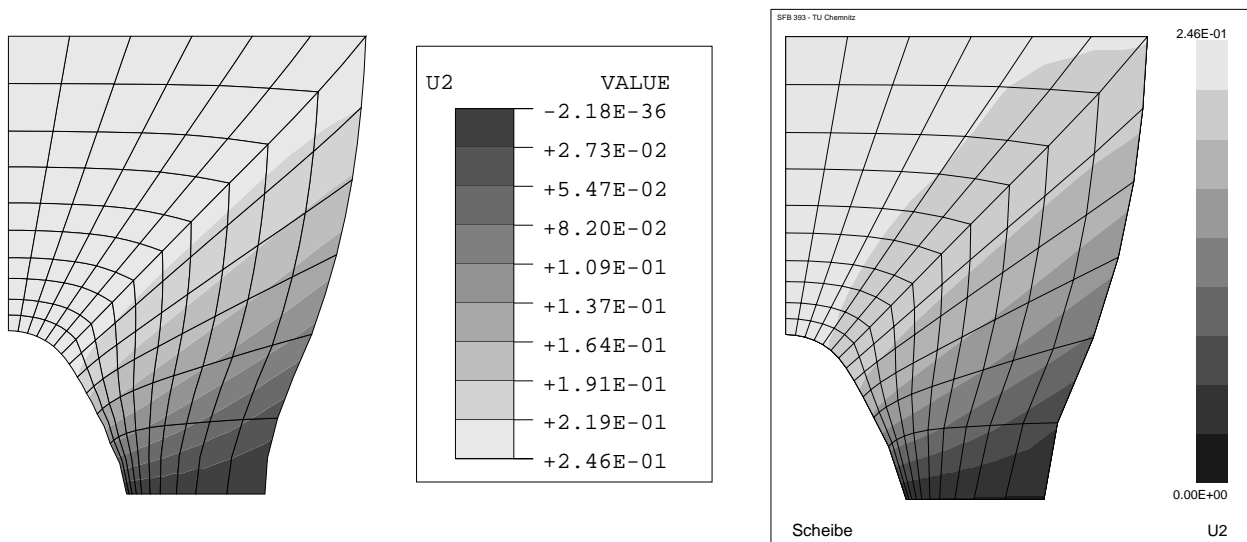 U2 VALUE
-2.18E-36
+2.73E-02
+5.47E-02
+8.20E-02
+1.09E-01
+1.37E-01
+1.64E-01
+1.91E-01
+2.19E-01
+2.46E-01
SFB 393 - TU Chemnitz
2.46E-01
0.00E+00
Scheibe U2